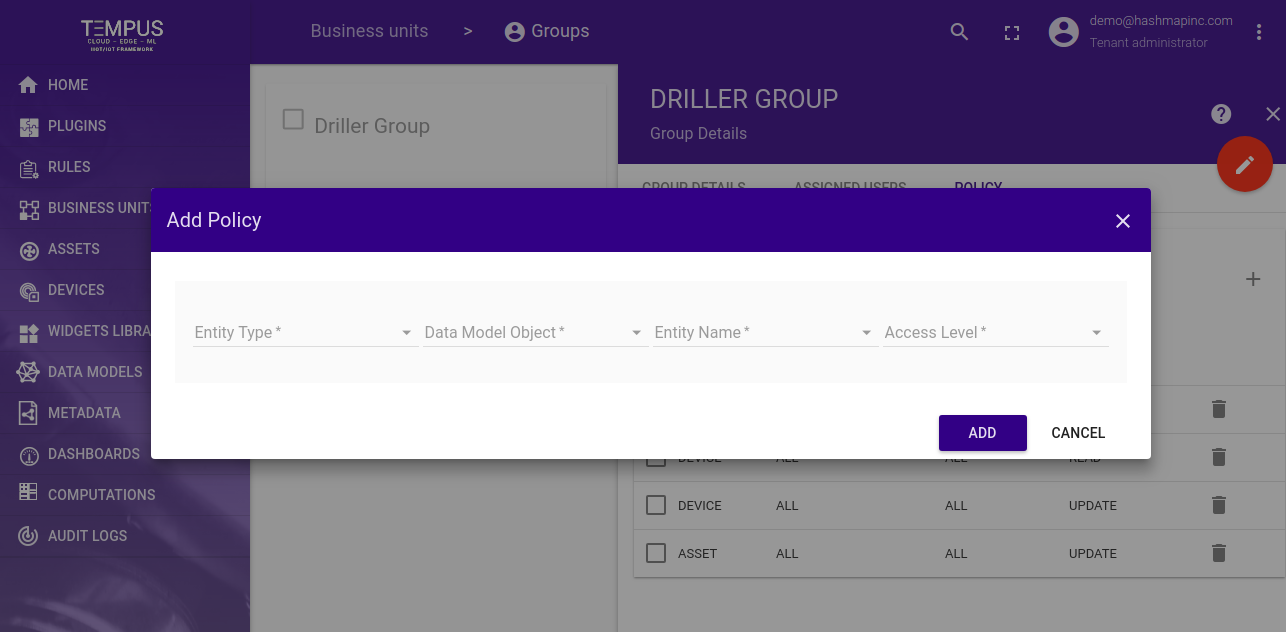 TEMPUS
CLOUD - EDGE - ML
IIOT/IOT FRAMEWORK
Business units > Groups
demo@hashmapinc.com
Tenant administrator
HOME
PLUGINS
RULES
BUSINESS UNITS
ASSETS
DEVICES
WIDGETS LIBRA
DATA MODELS
METADATA
DASHBOARDS
COMPUTATIONS
AUDIT LOGS
Driller Group
DRILLER GROUP
Group Details
GROUP DETAILS ASSIGNED USERS POLICY
Add Policy
Entity Type * Data Model Object * Entity Name * Access Level *
ADD CANCEL
DEVICE ALL ALL READ
DEVICE ALL ALL UPDATE
ASSET ALL ALL UPDATE